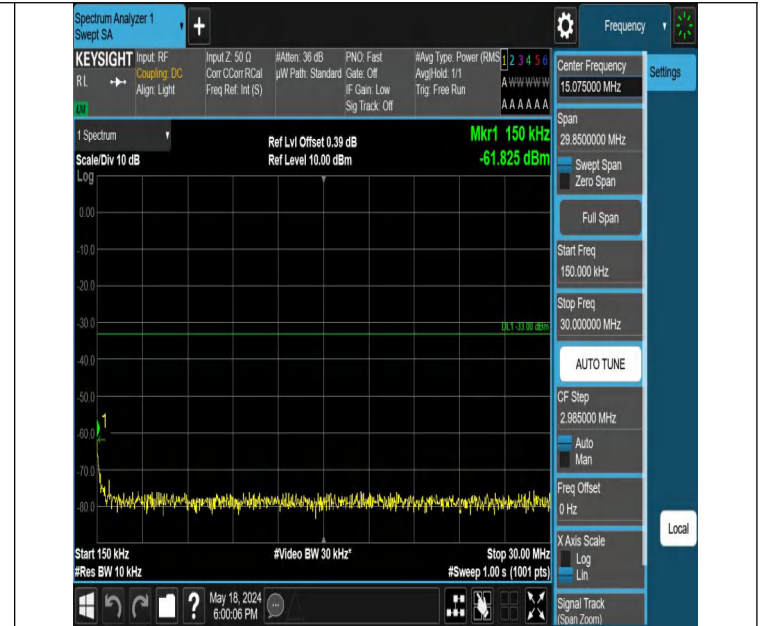 Spectrum Analyzer 1
Swept SA
+
Frequency
KEYSIGHT
RL
Input: RF
Coupling: DC
Align: Light
Input Z: 50 Ω
Corr CCorr RCal
Freq Ref: Int (S)
#Atten: 36 dB
µW Path: Standard
PNO: Fast
Gate: Off
IF Gain: Low
Sig Track: Off
#Avg Type: Power (RMS
Avg|Hold: 1/1
Trig: Free Run
1 2 3 4 5 6
A W W W W W
A A A A A A
1 Spectrum
Scale/Div 10 dB
Log
Ref Lvl Offset 0.39 dB
Ref Level 10.00 dBm
Mkr1 150 kHz
-61.825 dBm
0.00
-10.0
-20.0
-30.0
DL1 -33.00 dBm
-40.0
-50.0
1
-60.0
-70.0
-80.0
Start 150 kHz
#Res BW 10 kHz
#Video BW 30 kHz*
Stop 30.00 MHz
#Sweep 1.00 s (1001 pts)
Center Frequency
15.075000 MHz
Settings
Span
29.8500000 MHz
Swept Span
Zero Span
Full Span
Start Freq
150.000 kHz
Stop Freq
30.000000 MHz
AUTO TUNE
CF Step
2.985000 MHz
Auto
Man
Freq Offset
0 Hz
X Axis Scale
Log
Lin
Local
Signal Track
(Span Zoom)
?
May 18, 2024
6:00:06 PM